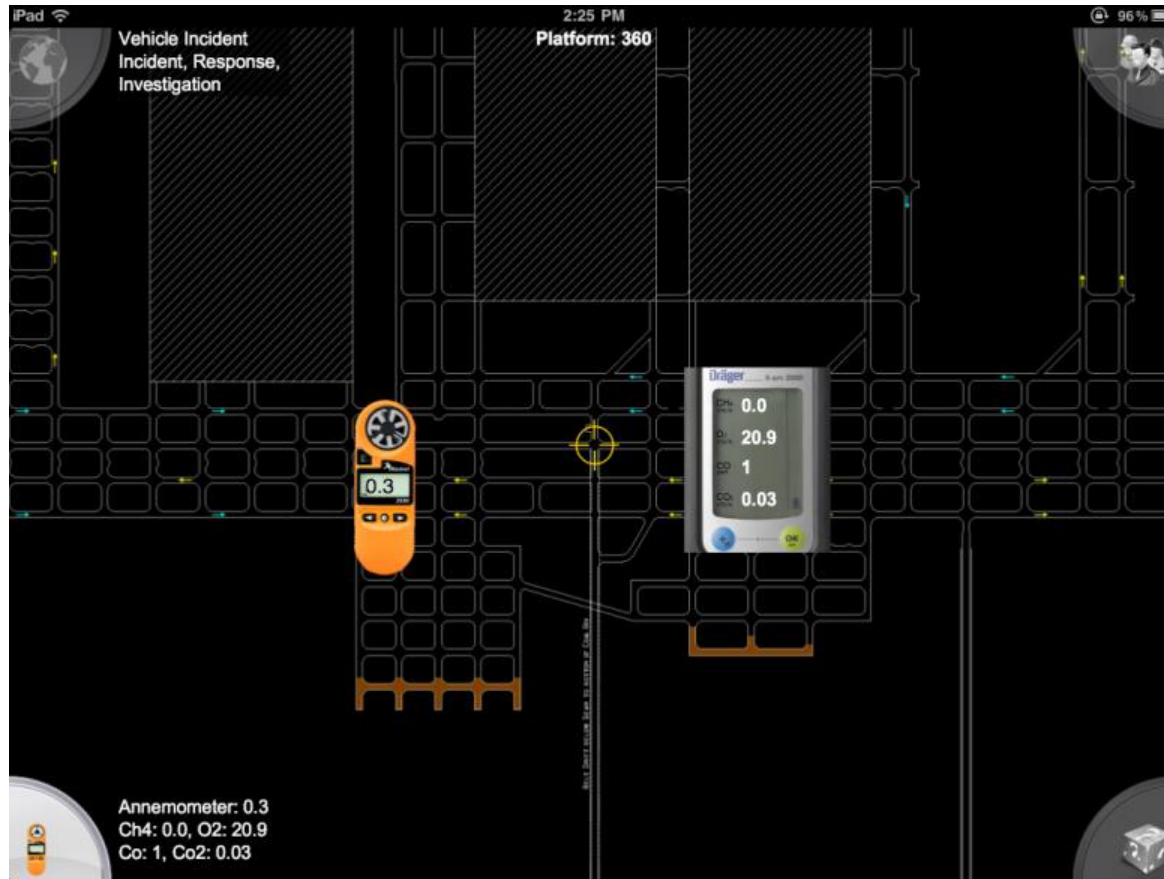 iPad
2:25 PM
96%
Vehicle Incident
Incident, Response,
Investigation
Platform: 360
Dräger
CH₄ 0.0
O₂ 20.9
CO 1
CO₂ 0.03
OK
0.3
Annemometer: 0.3
Ch4: 0.0, O2: 20.9
Co: 1, Co2: 0.03